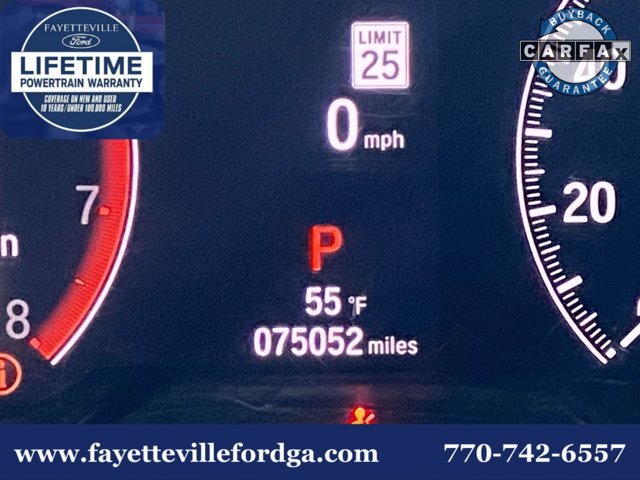 FAYETTEVILLE
Ford
LIFETIME
POWERTRAIN WARRANTY
COVERAGE ON NEW AND USED
10 YEARS/UNDER 100,000 MILES
BUYBACK
CARFAX
GUARANTEE
LIMIT
25
0 mph
40
7
20
n
P
55 °F
8
075052 miles
i
www.fayettevillefordga.com 770-742-6557